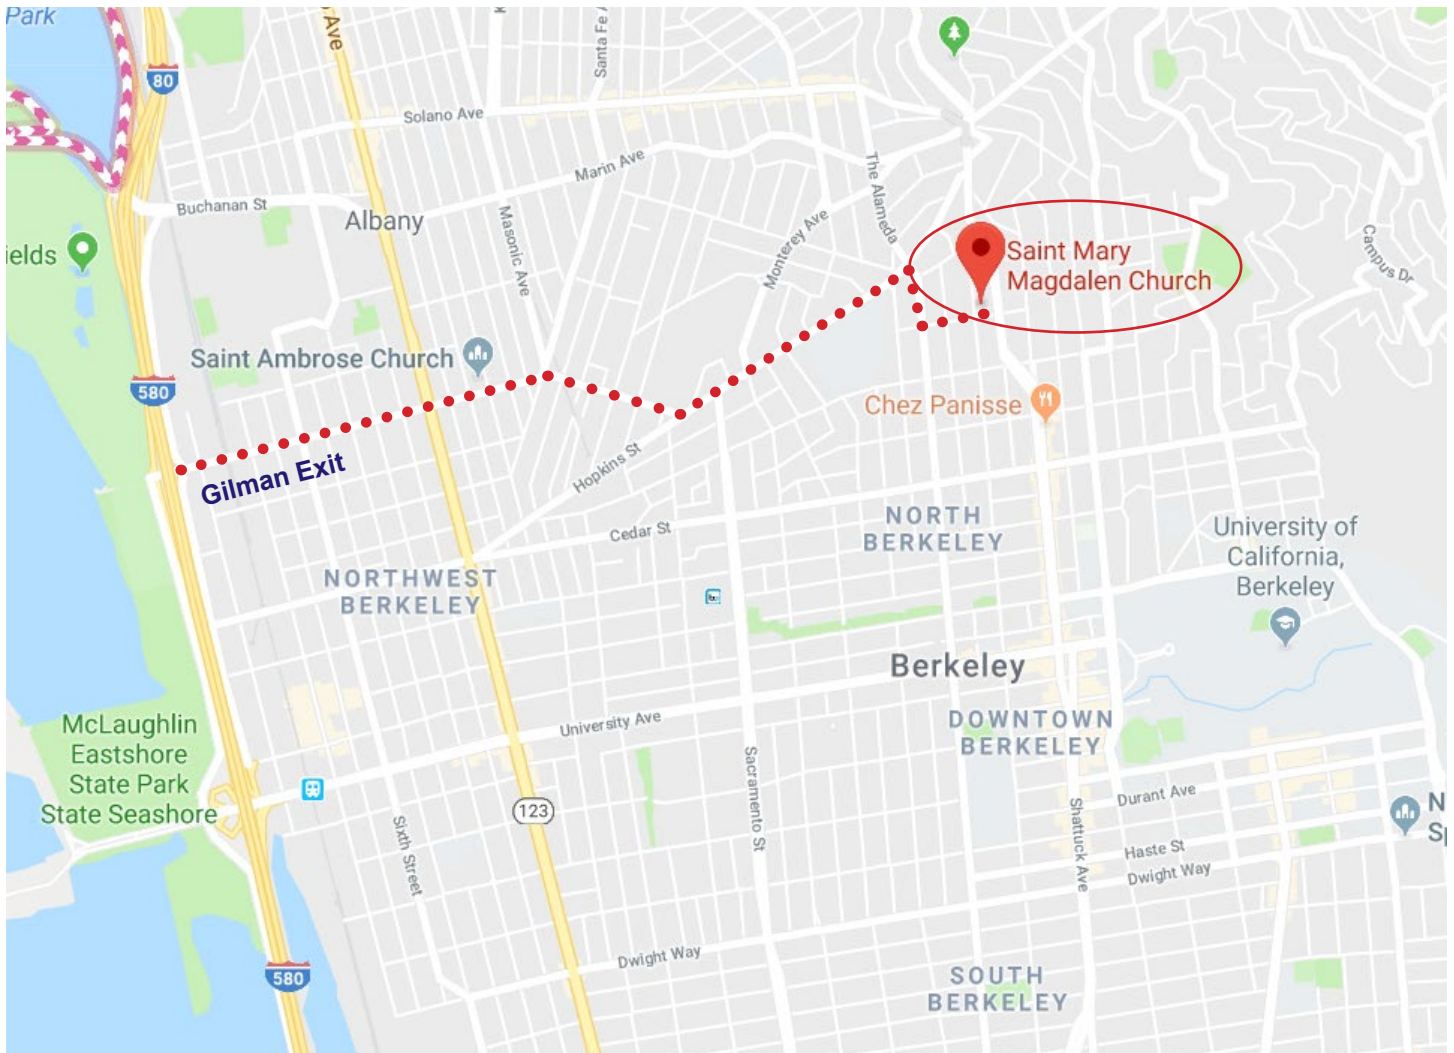 Park
Ave
Santa Fe A
80
Solano Ave
Marin Ave
The Alameda
Buchanan St
Albany
Masonic Ave
Monterey Ave
Campus Dr
ields
Saint Mary
Magdalen Church
Saint Ambrose Church
580
Chez Panisse
Gilman Exit
Hopkins St
Cedar St
NORTH
BERKELEY
University of
California,
Berkeley
NORTHWEST
BERKELEY
Berkeley
McLaughlin
Eastshore
State Park
State Seashore
University Ave
DOWNTOWN
BERKELEY
Sacramento St
123
Durant Ave
Shattuck Ave
Sixth Street
Haste St
Dwight Way
N
Sp
Dwight Way
580
SOUTH
BERKELEY